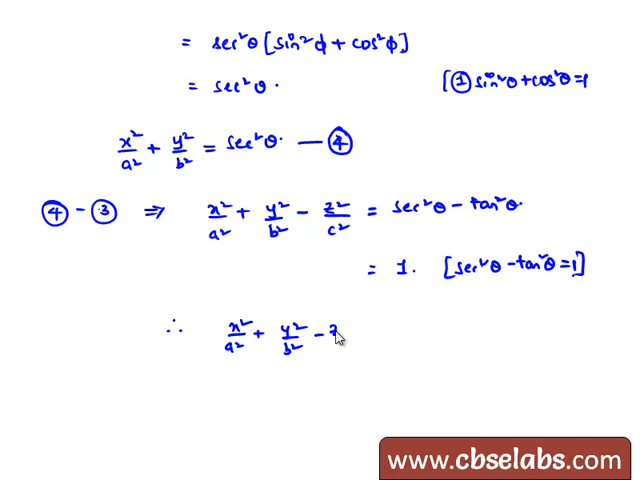 = sec²θ [sin²φ + cos²φ]
= sec²θ. [① sin²θ + cos²θ = 1
x²/a² + y²/b² = sec²θ. — ④
④ - ③ ⇒ x²/a² + y²/b² - z²/c² = sec²θ - tan²θ.
= 1. [sec²θ - tan²θ = 1]
∴ x²/a² + y²/b² - z
www.cbselabs.com